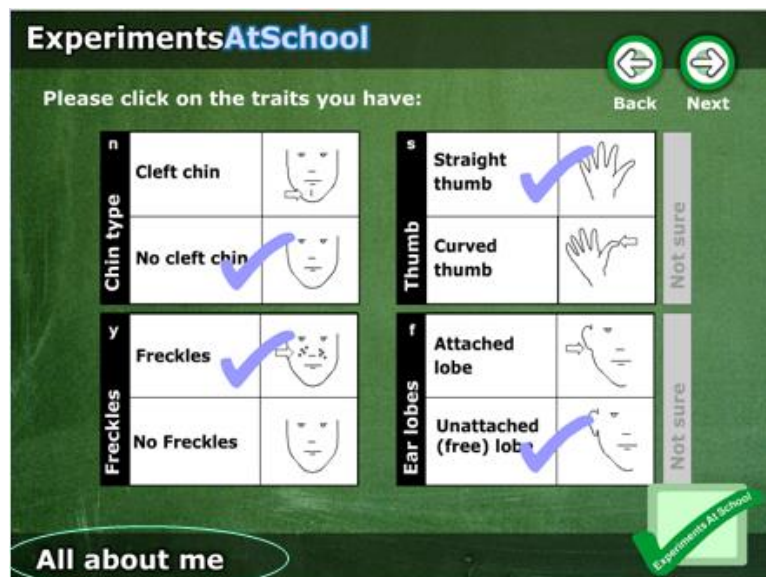 ExperimentsAtSchool
Please click on the traits you have:
Back
Next
n
Chin type
Cleft chin
No cleft chin
s
Thumb
Straight
thumb
Curved
thumb
Not sure
y
Freckles
Freckles
No Freckles
f
Ear lobes
Attached
lobe
Unattached
(free) lobe
Not sure
All about me
Experiments At School